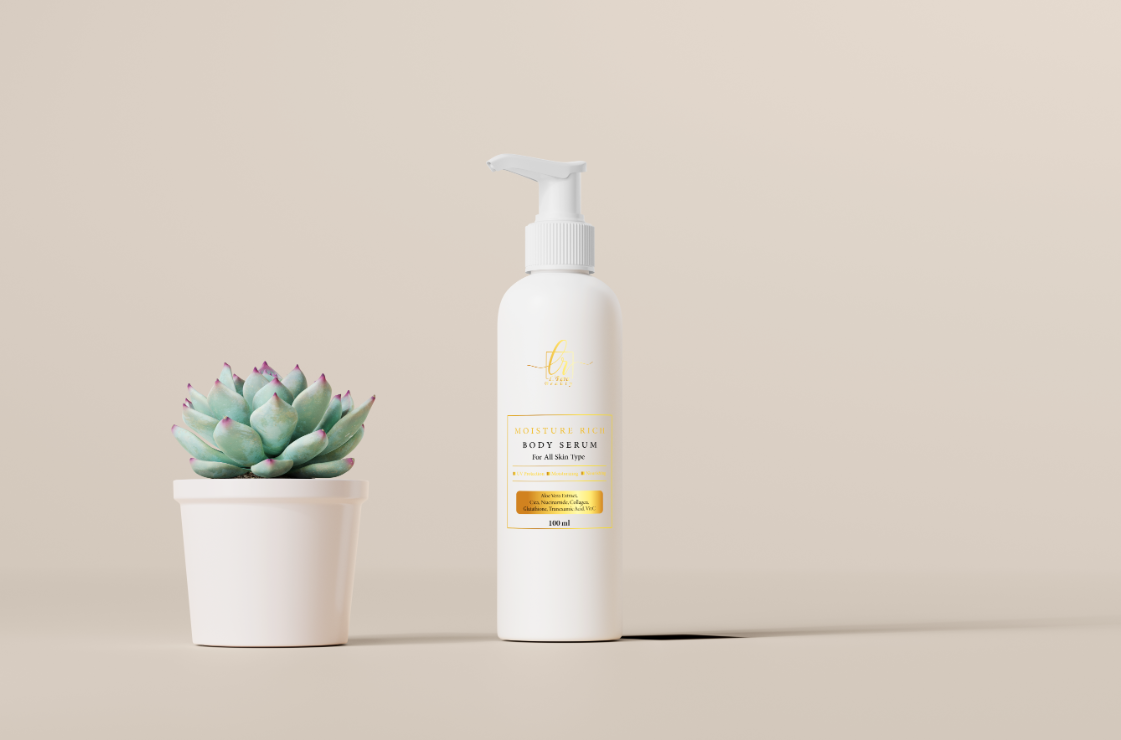 MOISTURE RICH
BODY SERUM
For All Skin Type
Aloe Vera Extract,
Cica, Niacinamide, Collagen,
Glutathione, Tranexamic Acid, Vit C
100 ml